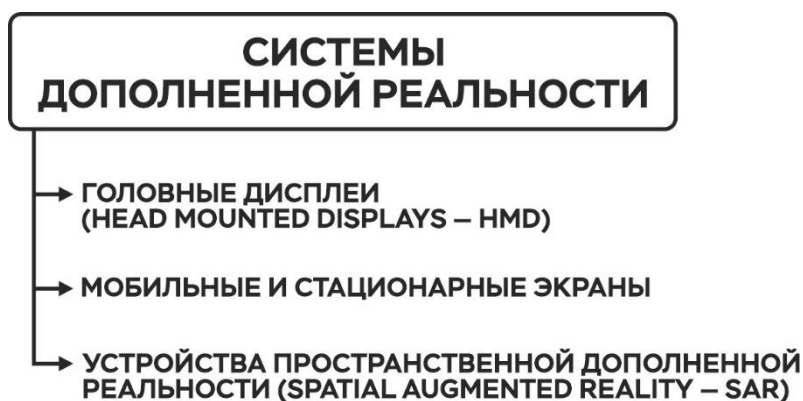 СИСТЕМЫ
ДОПОЛНЕННОЙ РЕАЛЬНОСТИ
ГОЛОВНЫЕ ДИСПЛЕИ
(HEAD MOUNTED DISPLAYS – HMD)
МОБИЛЬНЫЕ И СТАЦИОНАРНЫЕ ЭКРАНЫ
УСТРОЙСТВА ПРОСТРАНСТВЕННОЙ ДОПОЛНЕННОЙ
РЕАЛЬНОСТИ (SPATIAL AUGMENTED REALITY – SAR)